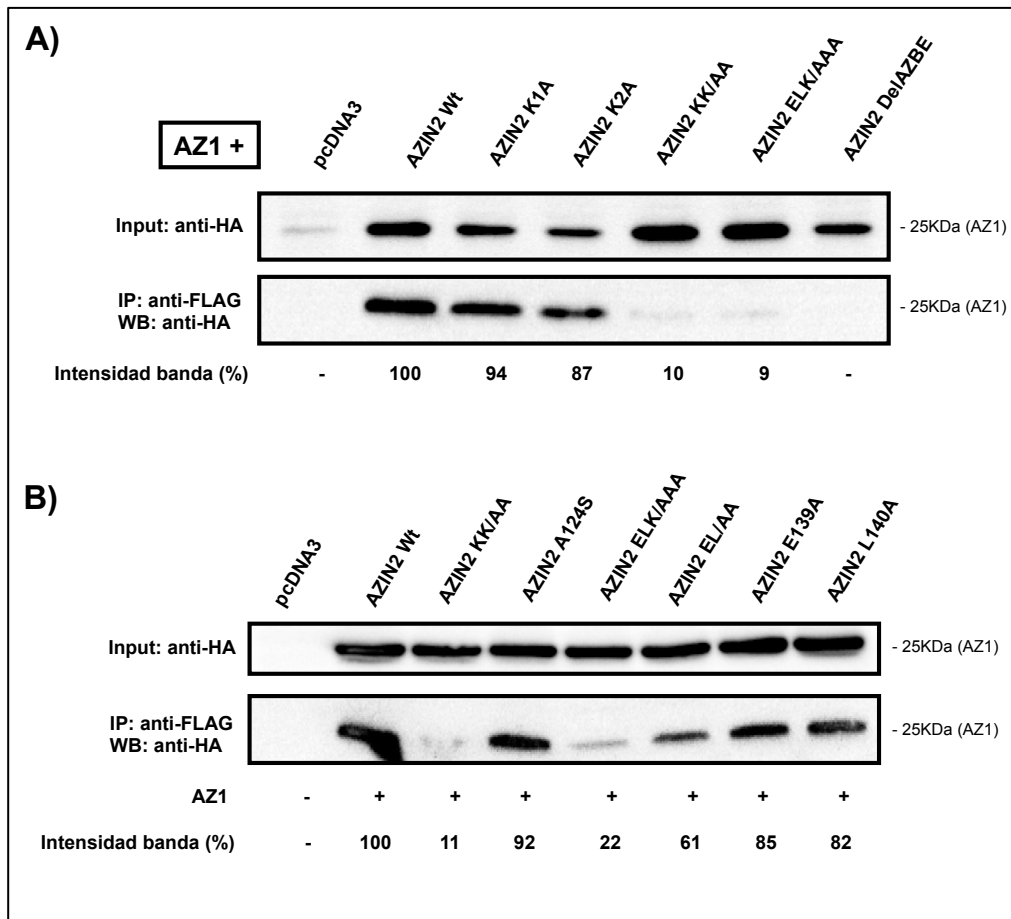 A)
AZ1 +
pcDNA3 AZIN2 Wt AZIN2 K1A AZIN2 K2A AZIN2 KK/AA AZIN2 ELK/AAA AZIN2 DelAZBE
Input: anti-HA - 25KDa (AZ1)
IP: anti-FLAG
WB: anti-HA - 25KDa (AZ1)
Intensidad banda (%) - 100 94 87 10 9 -
B)
pcDNA3 AZIN2 Wt AZIN2 KK/AA AZIN2 A124S AZIN2 ELK/AAA AZIN2 EL/AA AZIN2 E139A AZIN2 L140A
Input: anti-HA - 25KDa (AZ1)
IP: anti-FLAG - 25KDa (AZ1)
WB: anti-HA
AZ1 - + + + + + + +
Intensidad banda (%) - 100 11 92 22 61 85 82